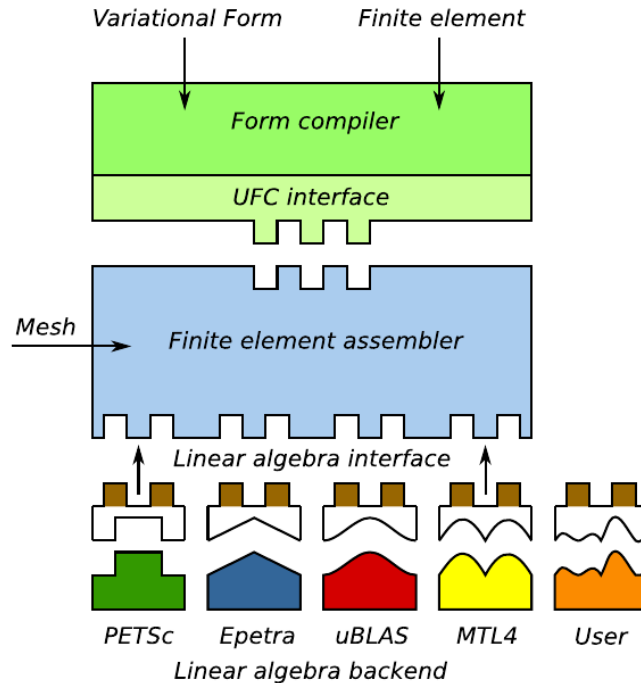 Variational Form
Finite element
Form compiler
UFC interface
Mesh
Finite element assembler
Linear algebra interface
PETSc
Epetra
uBLAS
MTL4
User
Linear algebra backend